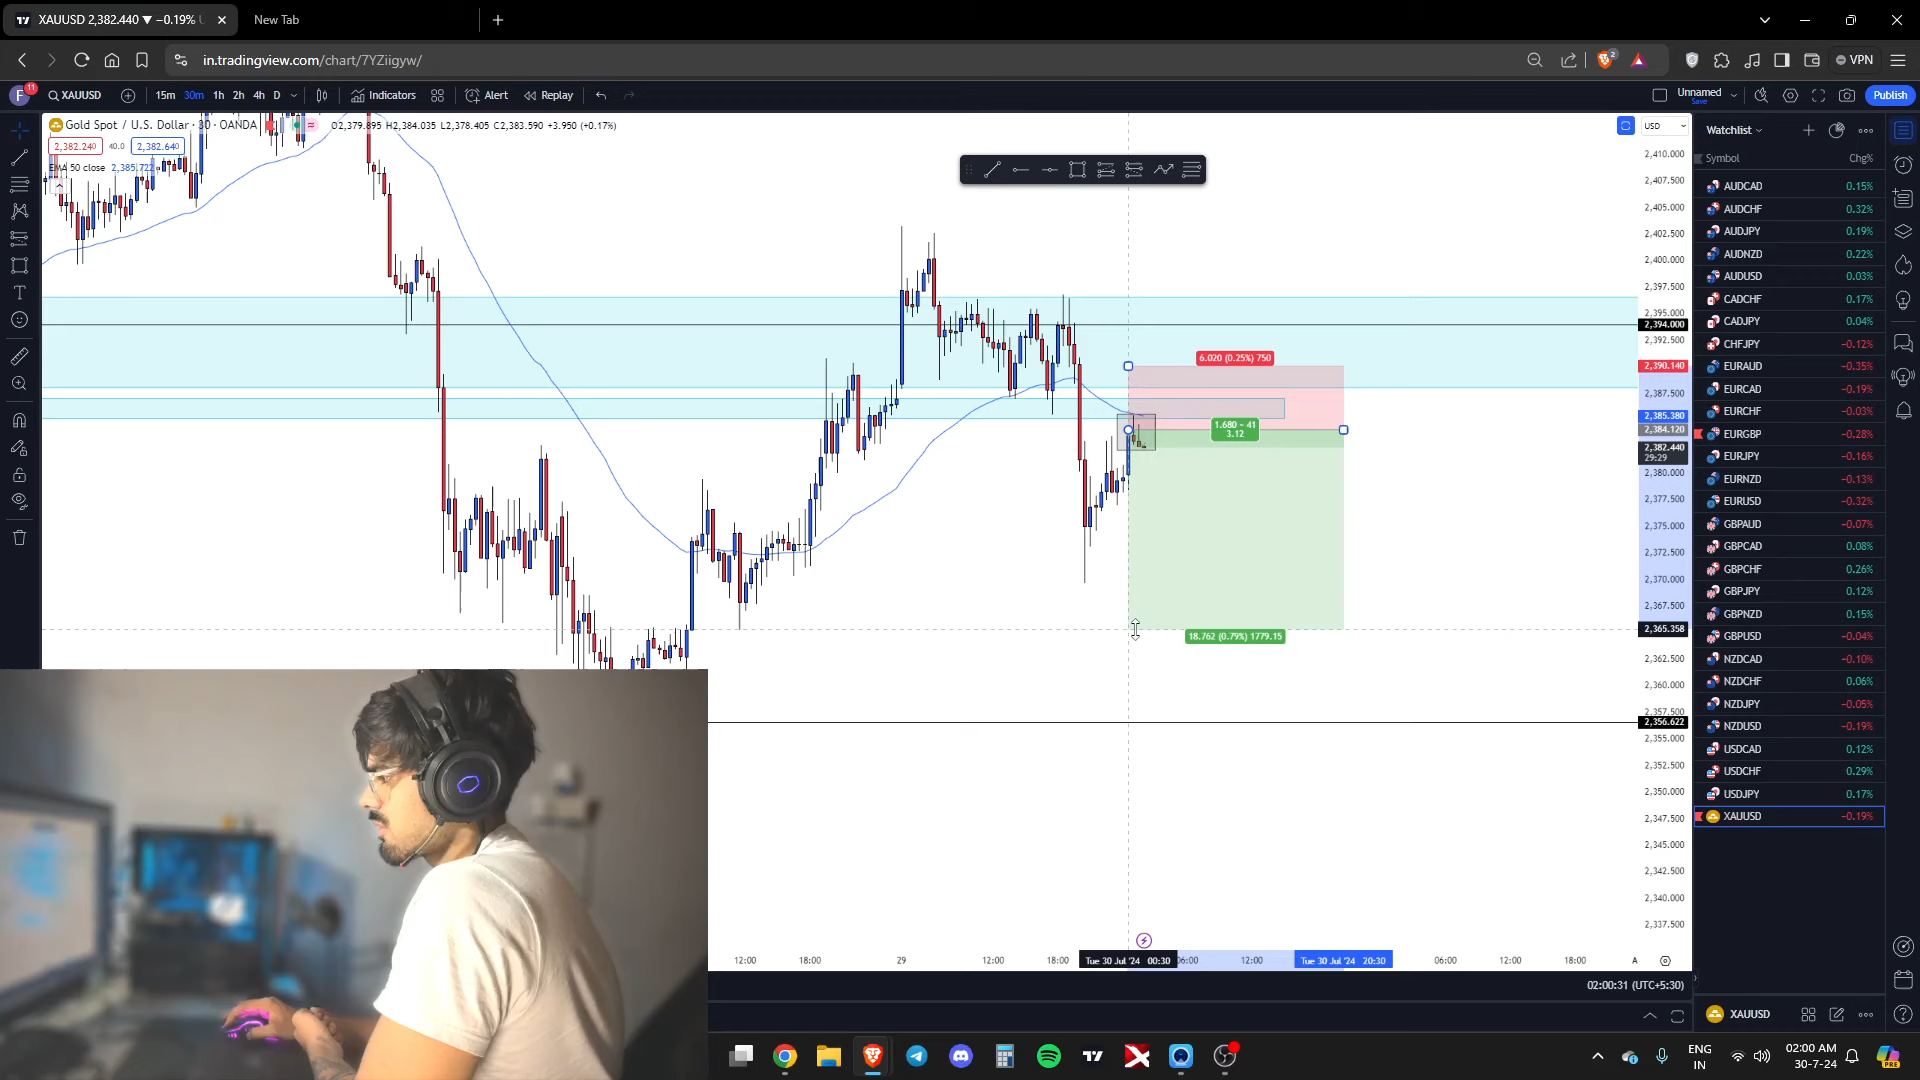 XAUUSD 2,382.440 ▼ −0.19%
New Tab
in.tradingview.com/chart/7YZiigyw/
2
VPN
F
11
XAUUSD
15m 30m 1h 2h 4h D
Indicators
Alert
Replay
Unnamed
Save
Publish
Gold Spot / U.S. Dollar · 30 · OANDA
O2,379.895 H2,384.035 L2,378.405 C2,383.590 +3.950 (+0.17%)
2,382.240 40.0 2,382.640
EMA 50 close 2,385.722
USD
2,410.000
2,407.500
2,405.000
2,402.500
2,400.000
2,397.500
2,395.000
2,394.000
2,392.500
2,390.140
2,387.500
2,385.380
2,384.120
2,382.440
29:29
2,380.000
2,377.500
2,375.000
2,372.500
2,370.000
2,367.500
2,365.358
2,362.500
2,360.000
2,357.500
2,356.622
2,355.000
2,352.500
2,350.000
2,347.500
2,345.000
2,342.500
2,340.000
2,337.500
6.020 (0.25%) 750
1.680 ~ 41
3.12
18.762 (0.79%) 1779.15
12:00 18:00 29 12:00 18:00 Tue 30 Jul '24 00:30 06:00 12:00 Tue 30 Jul '24 20:30 06:00 12:00 18:00 A
02:00:31 (UTC+5:30)
Watchlist
Symbol Chg%
AUDCAD 0.15%
AUDCHF 0.32%
AUDJPY 0.19%
AUDNZD 0.22%
AUDUSD 0.03%
CADCHF 0.17%
CADJPY 0.04%
CHFJPY −0.12%
EURAUD −0.35%
EURCAD −0.19%
EURCHF −0.03%
EURGBP −0.28%
EURJPY −0.16%
EURNZD −0.13%
EURUSD −0.32%
GBPAUD −0.07%
GBPCAD 0.08%
GBPCHF 0.26%
GBPJPY 0.12%
GBPNZD 0.15%
GBPUSD −0.04%
NZDCAD −0.10%
NZDCHF 0.06%
NZDJPY −0.05%
NZDUSD −0.19%
USDCAD 0.12%
USDCHF 0.29%
USDJPY 0.17%
XAUUSD −0.19%
XAUUSD
ENG
IN
02:00 AM
30-7-24
PRE